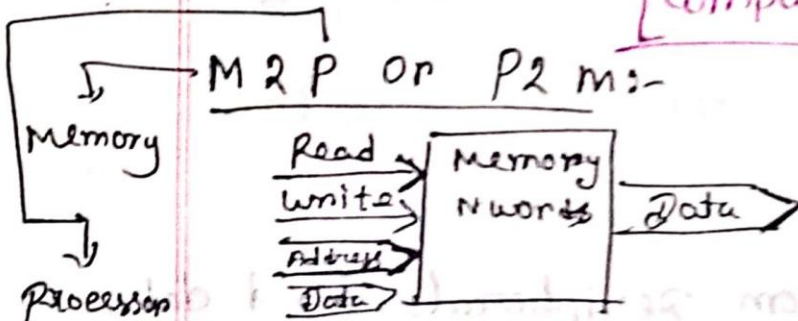 M2P or P2m:-
Memory
Processor
Read
write
Address
Data
Memory
N words
Data